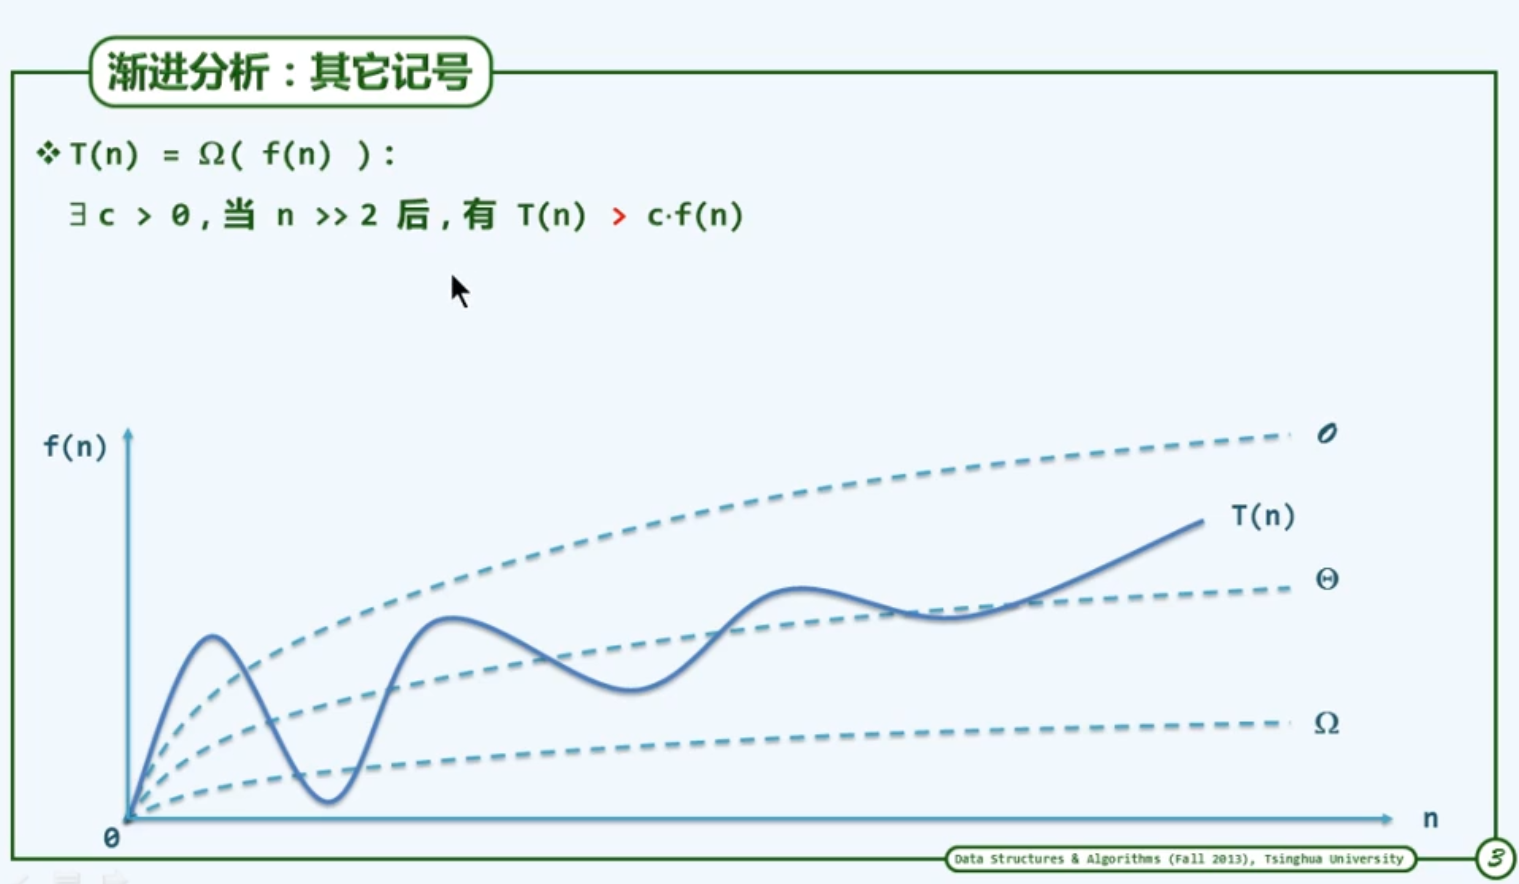 渐进分析：其它记号
❖ T(n) = Ω( f(n) ) :
∃ c > 0 , 当 n >> 2 后 , 有 T(n) > c·f(n)
f(n)
𝒪
T(n)
Θ
Ω
n
0
Data Structures & Algorithms (Fall 2013), Tsinghua University
3